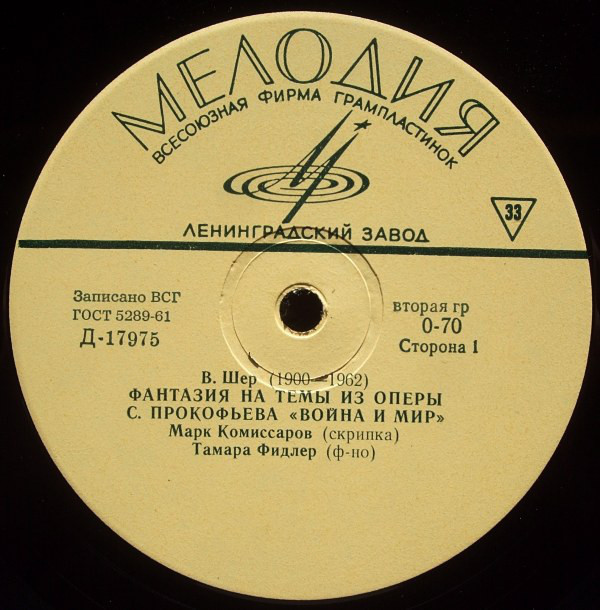 МЕЛОДИЯ
ВСЕСОЮЗНАЯ ФИРМА ГРАМПЛАСТИНОК
ЛЕНИНГРАДСКИЙ ЗАВОД
33
Записано ВСГ
ГОСТ 5289-61
Д-17975
вторая гр
0-70
Сторона 1
В. Шер (1900—1962)
ФАНТАЗИЯ НА ТЕМЫ ИЗ ОПЕРЫ
С. ПРОКОФЬЕВА «ВОЙНА И МИР»
Марк Комиссаров (скрипка)
Тамара Фидлер (ф-но)